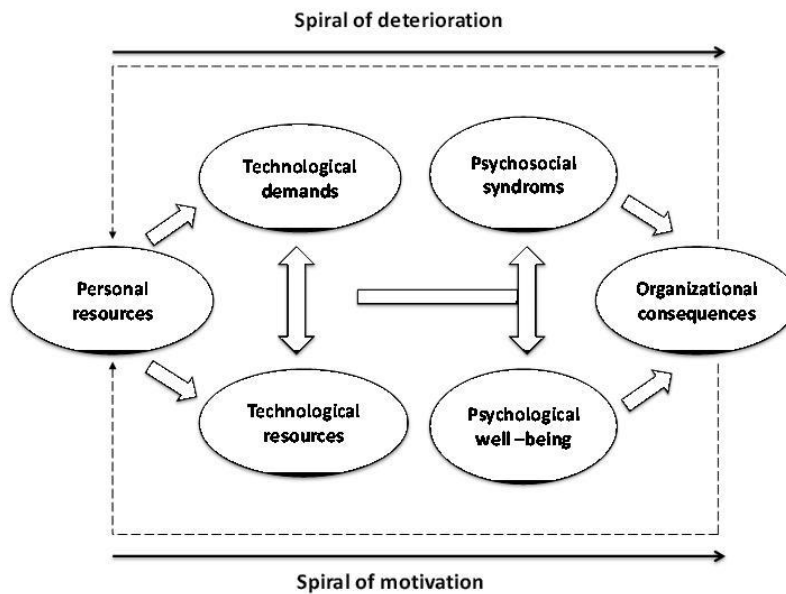 Spiral of deterioration
Technological
demands
Psychosocial
syndroms
Personal
resources
Organizational
consequences
Technological
resources
Psychological
well –being
Spiral of motivation